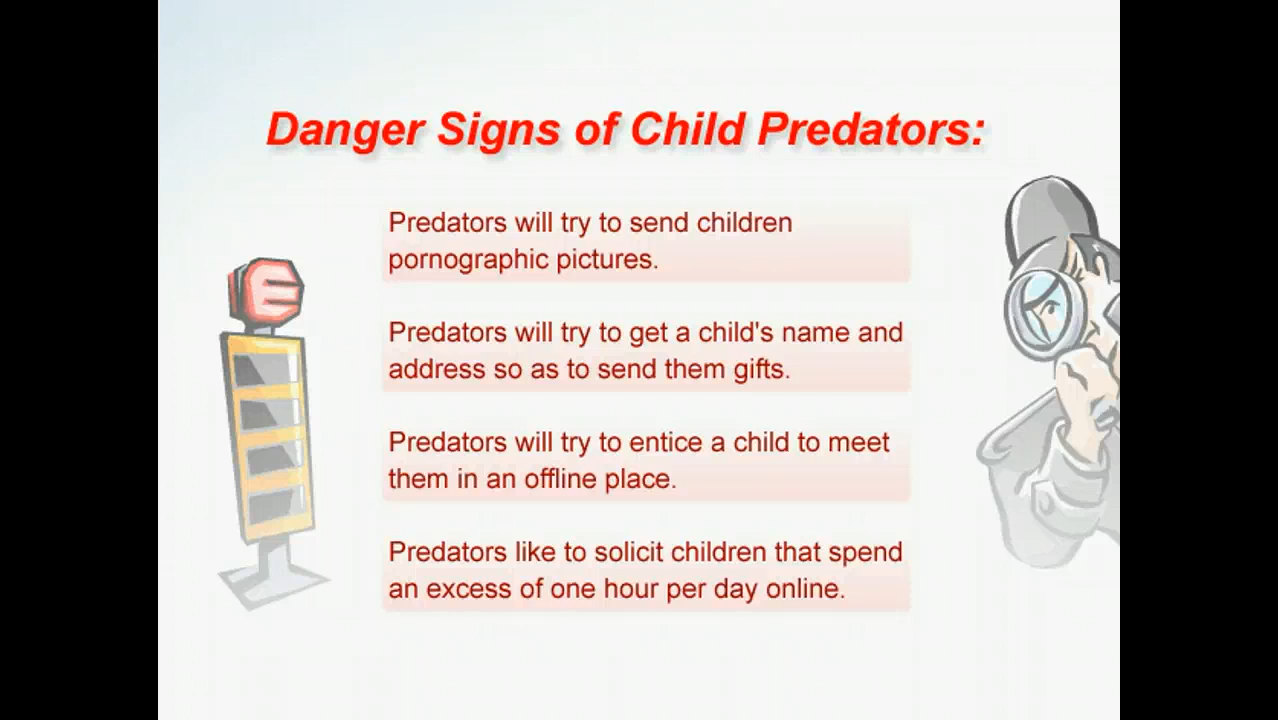 Danger Signs of Child Predators:
Predators will try to send children
pornographic pictures.
Predators will try to get a child's name and
address so as to send them gifts.
Predators will try to entice a child to meet
them in an offline place.
Predators like to solicit children that spend
an excess of one hour per day online.